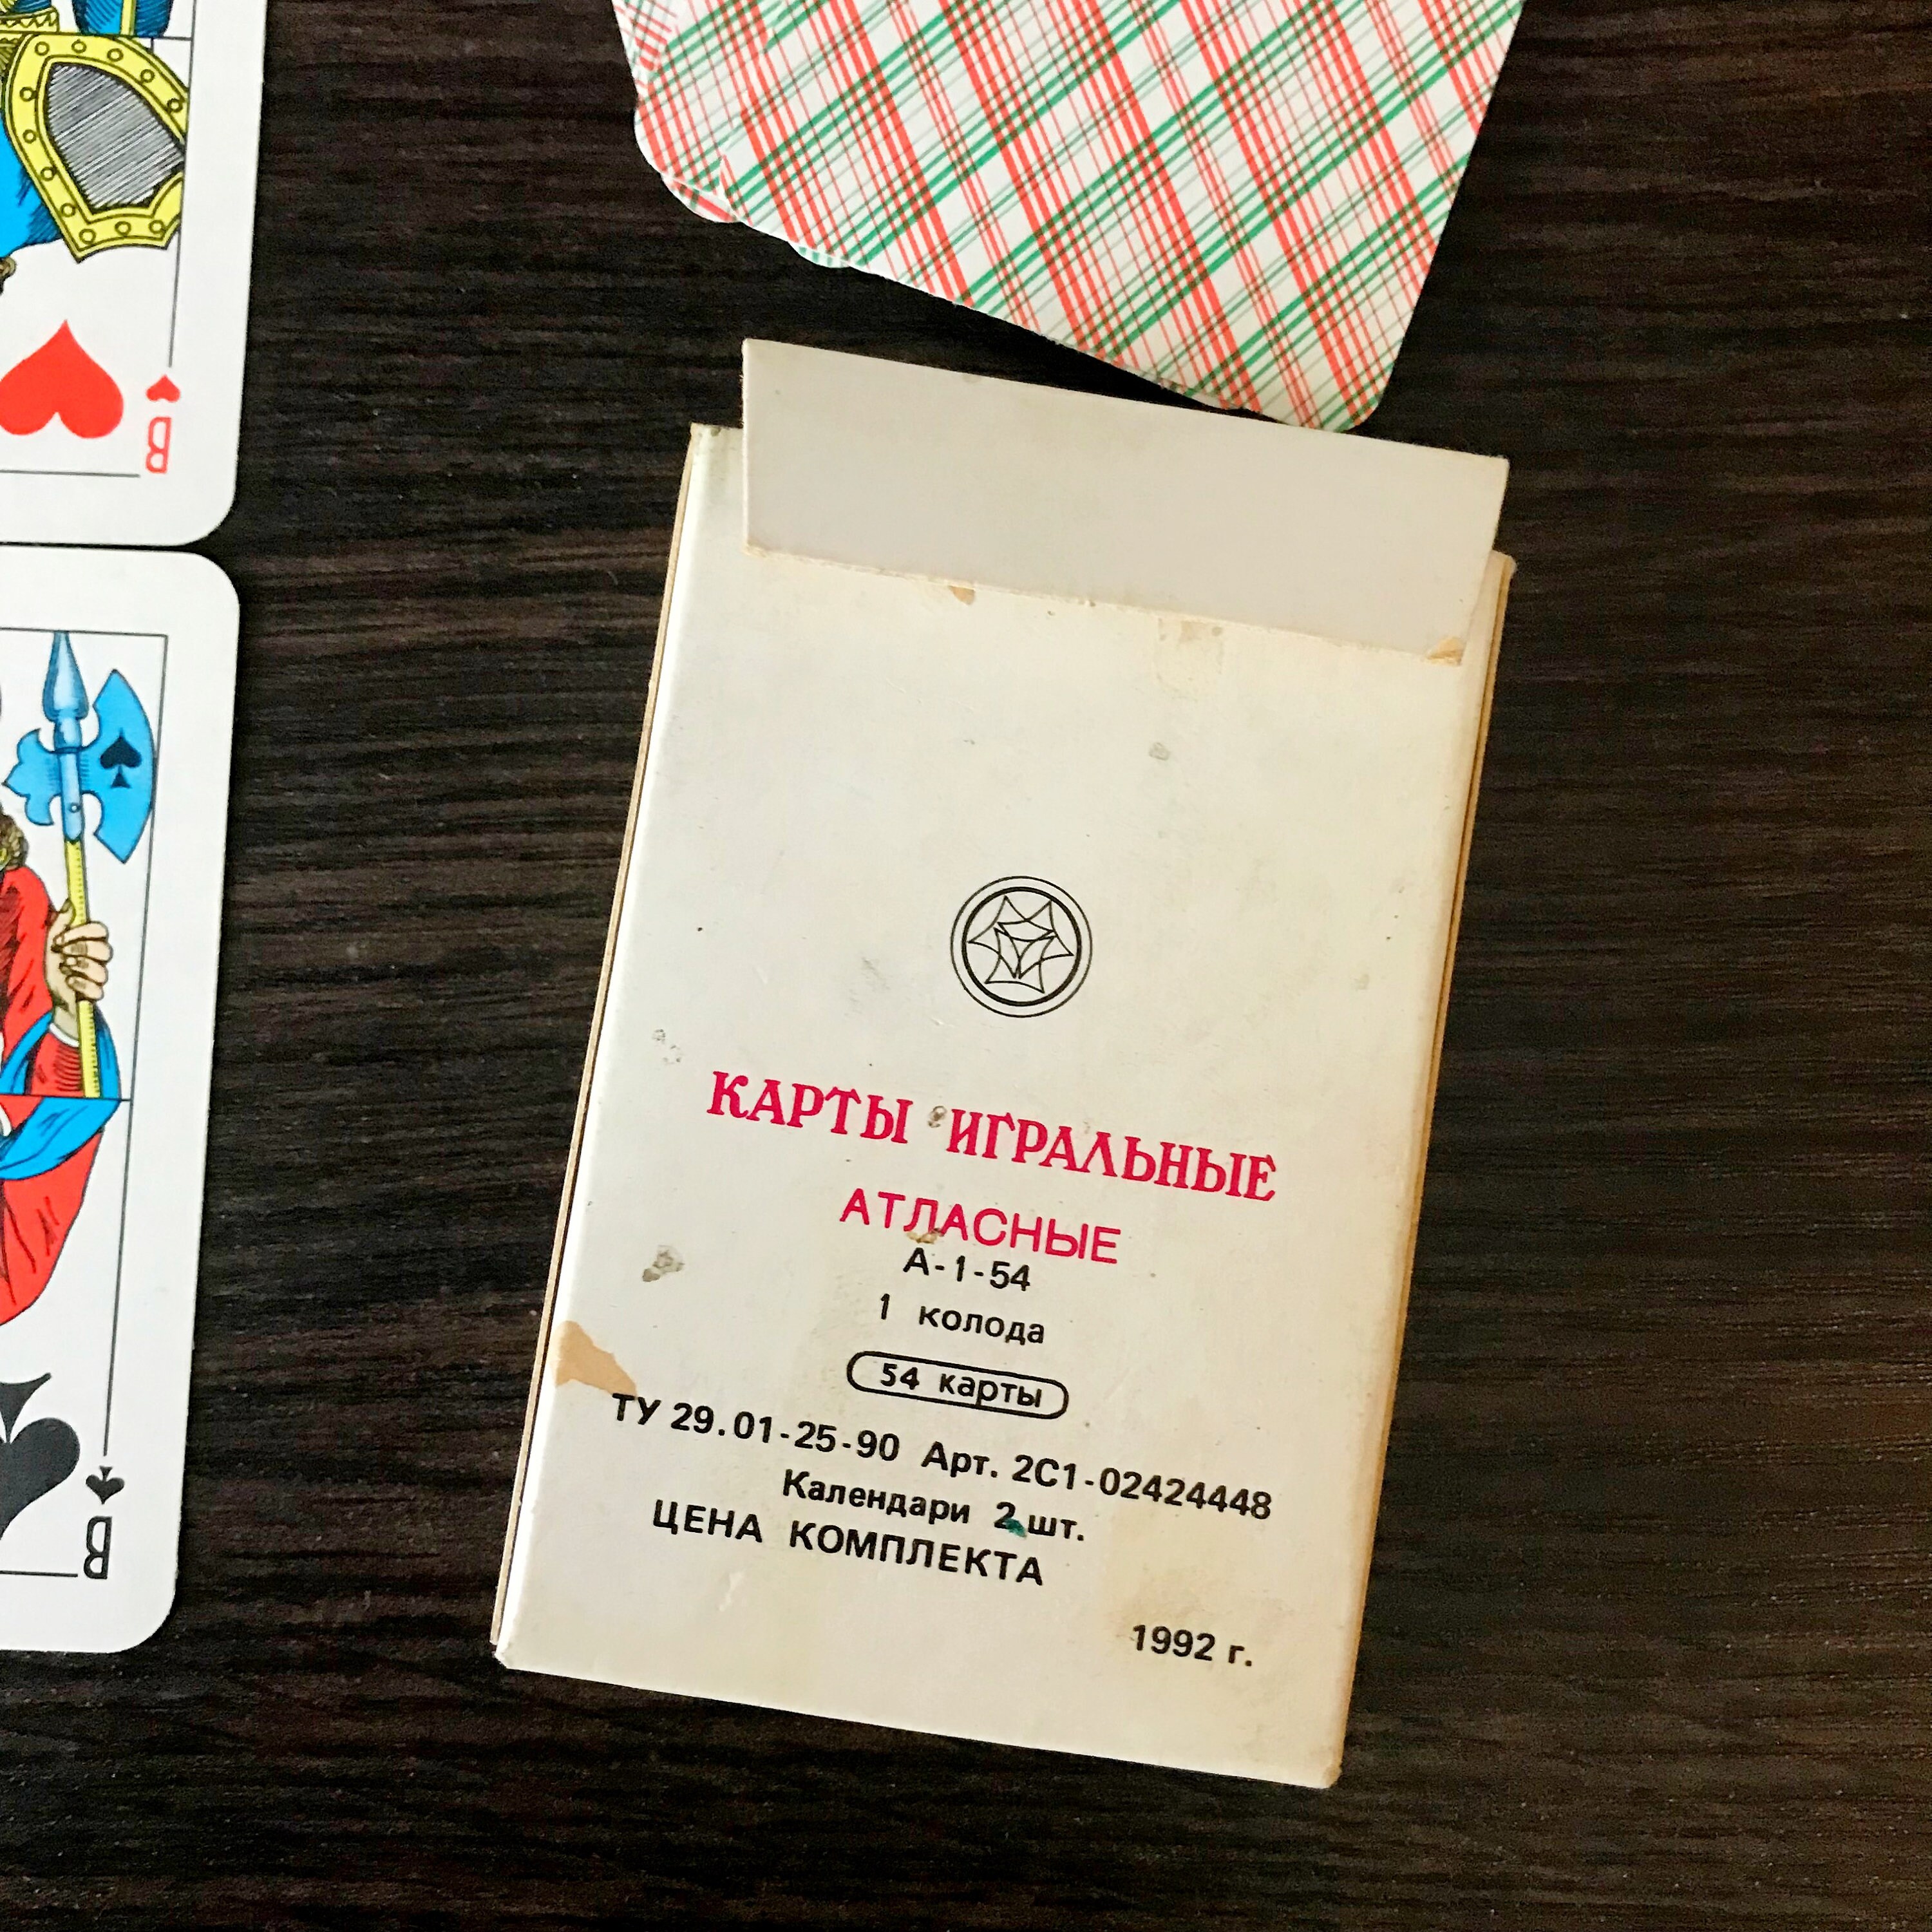 В
В
КАРТЫ ИГРАЛЬНЫЕ
АТЛАСНЫЕ
А-1-54
1 колода
54 карты
ТУ 29.01-25-90 Арт. 2С1-02424448
Календари 2 шт.
ЦЕНА КОМПЛЕКТА
1992 г.